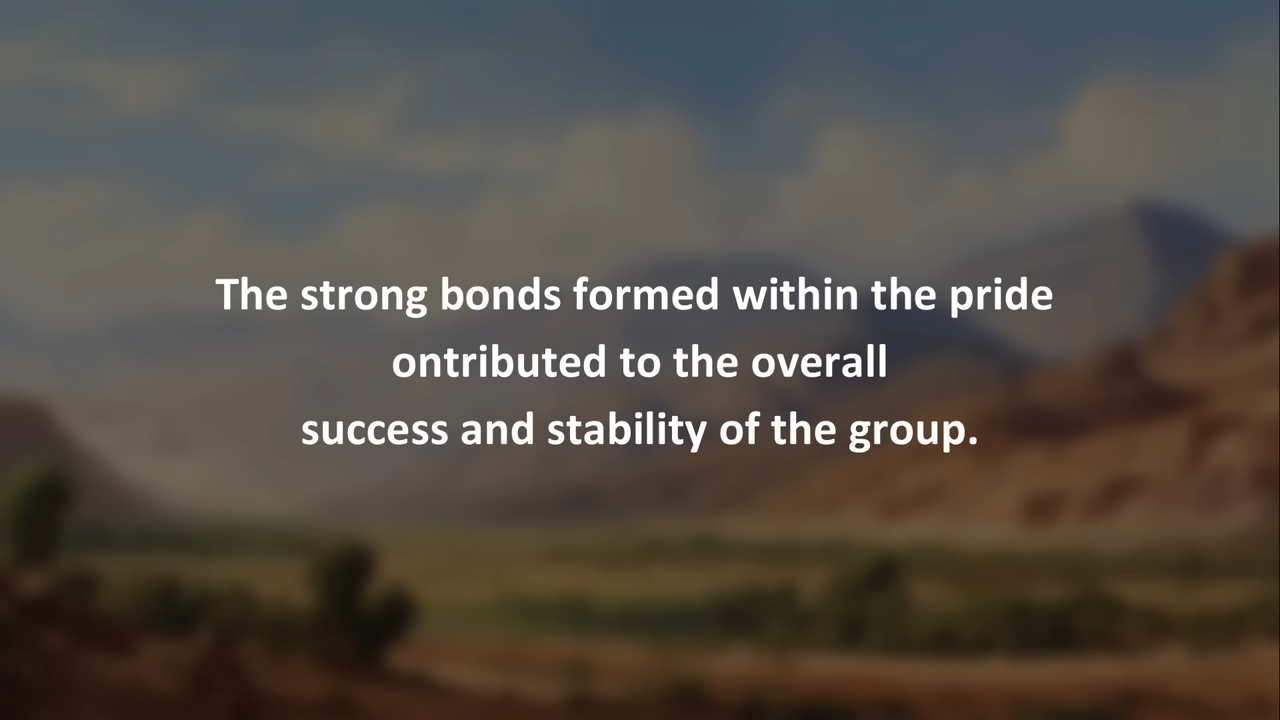 The strong bonds formed within the pride
ontributed to the overall
success and stability of the group.